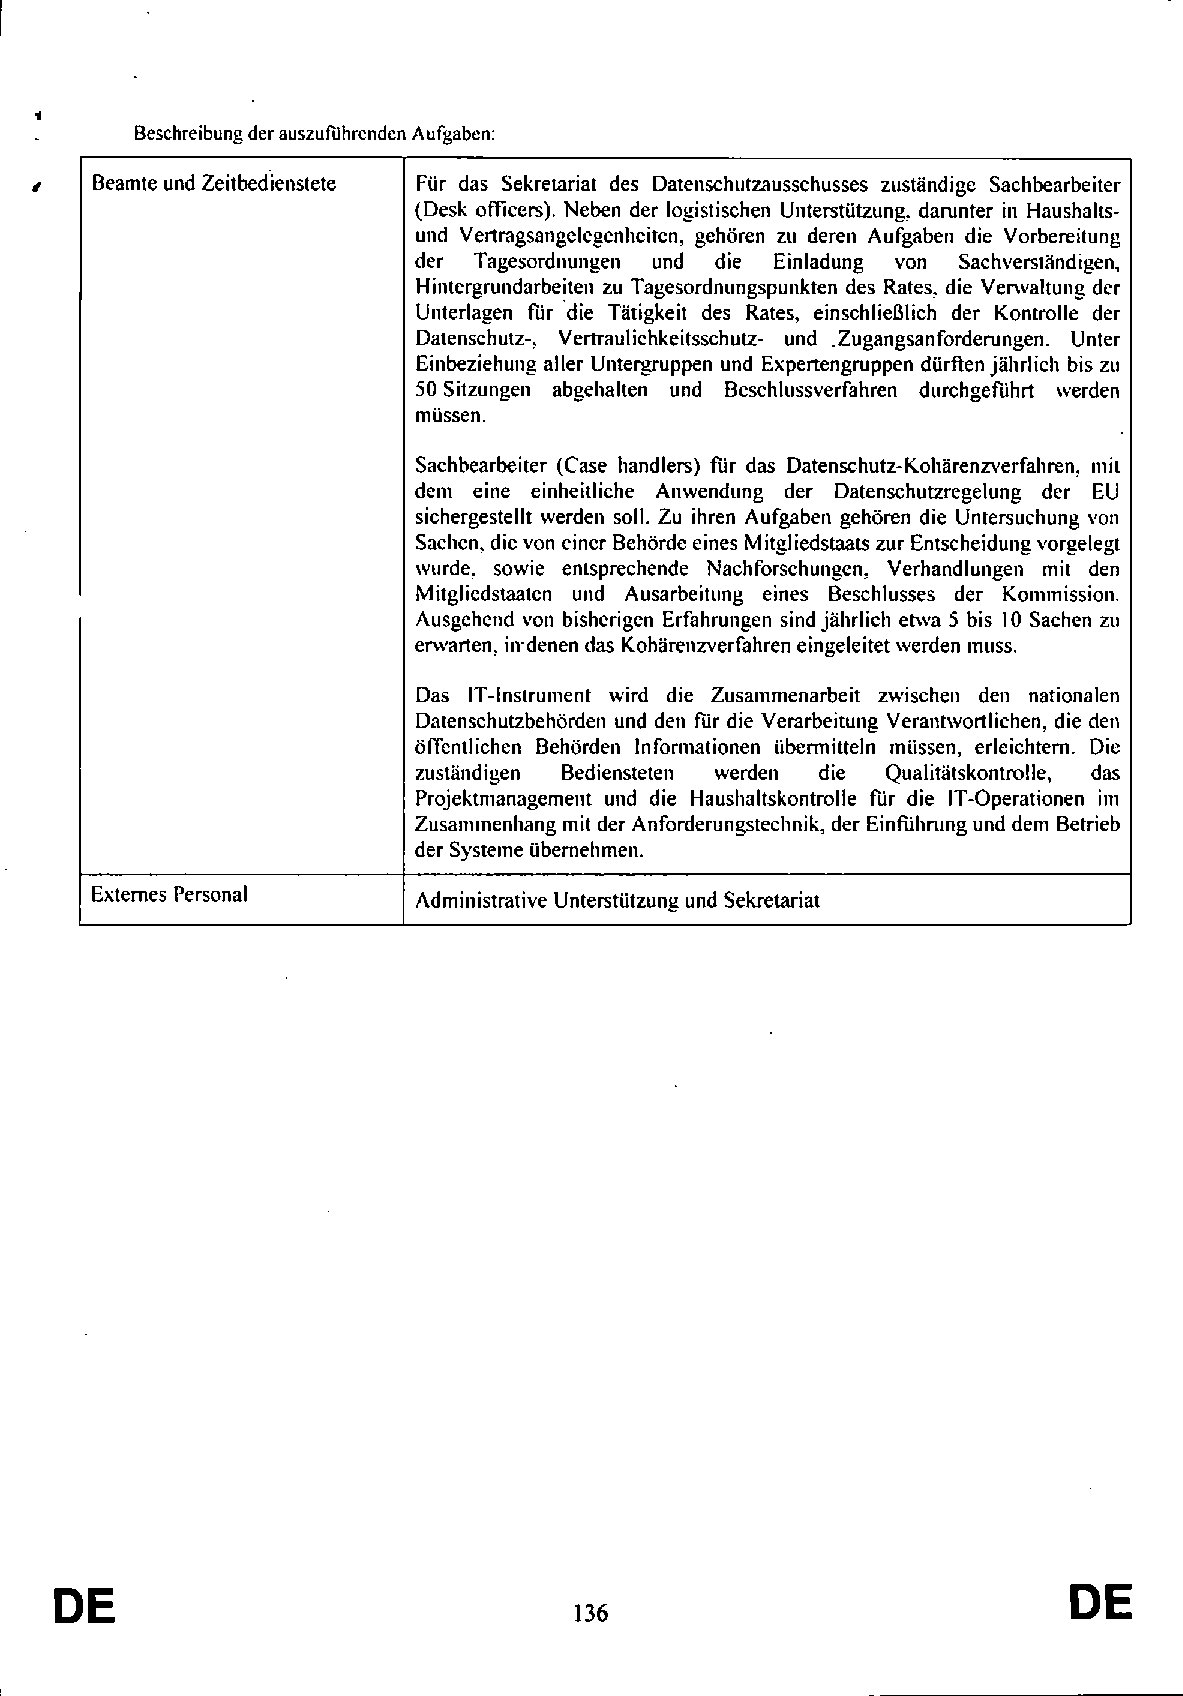 Beschreibung der auszuführenden Aufgaben:
Beamte und Zeitbedienstete
Für das Sekretariat des Datenschutzausschusses zuständige Sachbearbeiter
(Desk officers). Neben der logistischen Unterstützung, darunter in Haushalts-
und Vertragsangelegenheiten, gehören zu deren Aufgaben die Vorbereitung
der Tagesordnungen und die Einladung von Sachverständigen,
Hintergrundarbeiten zu Tagesordnungspunkten des Rates, die Verwaltung der
Unterlagen für die Tätigkeit des Rates, einschließlich der Kontrolle der
Datenschutz-, Vertraulichkeitsschutz- und Zugangsanforderungen. Unter
Einbeziehung aller Untergruppen und Expertengruppen dürften jährlich bis zu
50 Sitzungen abgehalten und Beschlussverfahren durchgeführt werden
müssen.
Sachbearbeiter (Case handlers) für das Datenschutz-Kohärenzverfahren, mit
dem eine einheitliche Anwendung der Datenschutzregelung der EU
sichergestellt werden soll. Zu ihren Aufgaben gehören die Untersuchung von
Sachen, die von einer Behörde eines Mitgliedstaats zur Entscheidung vorgelegt
wurde, sowie entsprechende Nachforschungen, Verhandlungen mit den
Mitgliedstaaten und Ausarbeitung eines Beschlusses der Kommission.
Ausgehend von bisherigen Erfahrungen sind jährlich etwa 5 bis 10 Sachen zu
erwarten, in denen das Kohärenzverfahren eingeleitet werden muss.
Das IT-Instrument wird die Zusammenarbeit zwischen den nationalen
Datenschutzbehörden und den für die Verarbeitung Verantwortlichen, die den
öffentlichen Behörden Informationen übermitteln müssen, erleichtern. Die
zuständigen Bediensteten werden die Qualitätskontrolle, das
Projektmanagement und die Haushaltskontrolle für die IT-Operationen im
Zusammenhang mit der Anforderungstechnik, der Einführung und dem Betrieb
der Systeme übernehmen.
Externes Personal
Administrative Unterstützung und Sekretariat
DE
136
DE